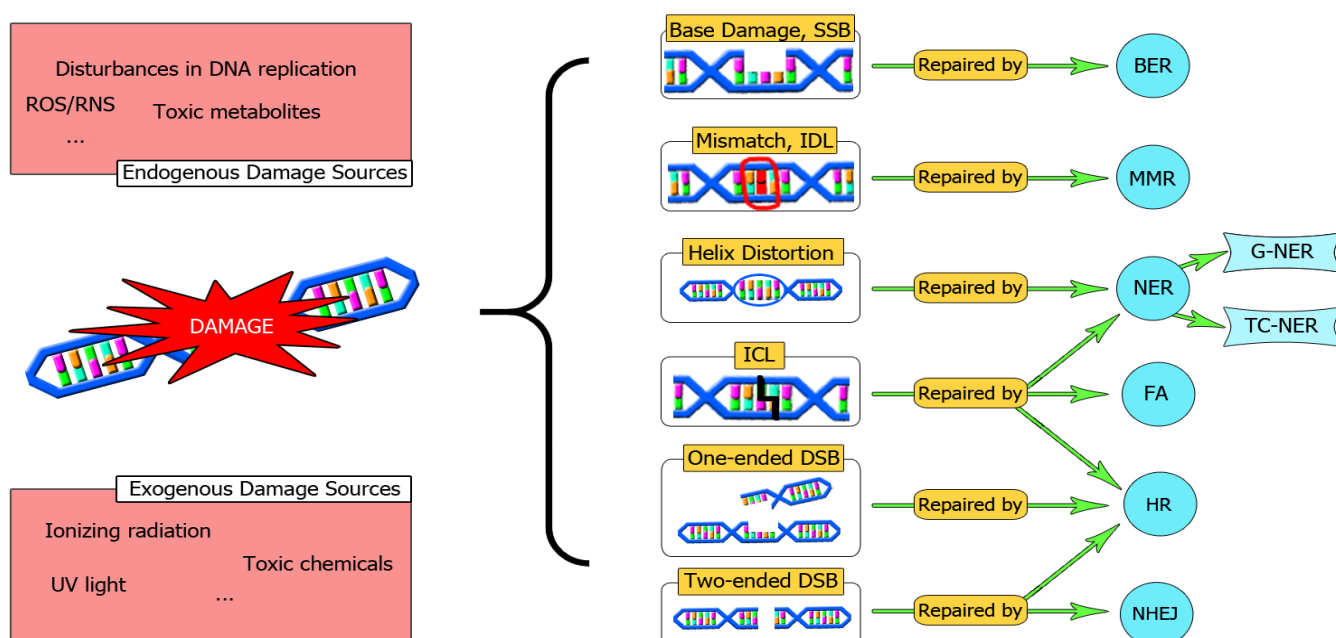 Disturbances in DNA replication
ROS/RNS
Toxic metabolites
...
Endogenous Damage Sources
DAMAGE
Exogenous Damage Sources
Ionizing radiation
Toxic chemicals
UV light
...
Base Damage, SSB
Repaired by
BER
Mismatch, IDL
Repaired by
MMR
Helix Distortion
Repaired by
NER
G-NER
TC-NER
ICL
Repaired by
FA
One-ended DSB
Repaired by
HR
Two-ended DSB
Repaired by
NHEJ